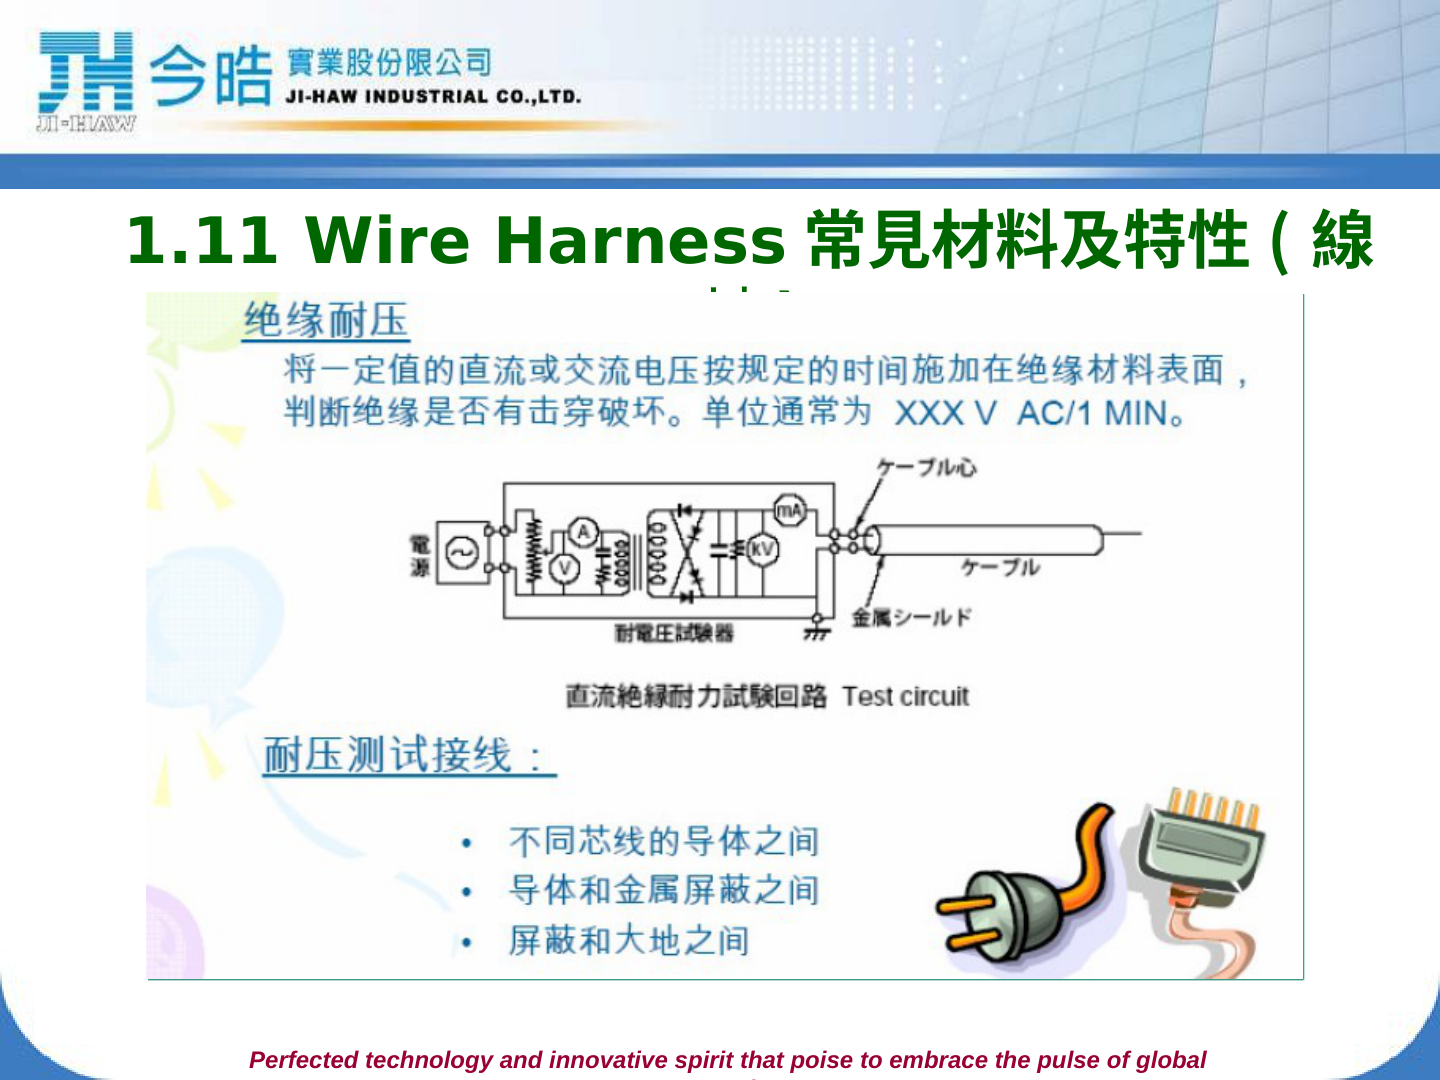 JH 今皓 實業股份限公司
JI-HAW JI-HAW INDUSTRIAL CO.,LTD.
1.11 Wire Harness 常見材料及特性 ( 線
绝缘耐压
将一定值的直流或交流电压按规定的时间施加在绝缘材料表面，
判断绝缘是否有击穿破坏。单位通常为 XXX V AC/1 MIN。
ケーブル心
mA
A
電源
V
kV
ケーブル
金属シールド
耐電圧試験器
直流絶縁耐力試験回路 Test circuit
耐压测试接线：
• 不同芯线的导体之间
• 导体和金属屏蔽之间
• 屏蔽和大地之间
Perfected technology and innovative spirit that poise to embrace the pulse of global